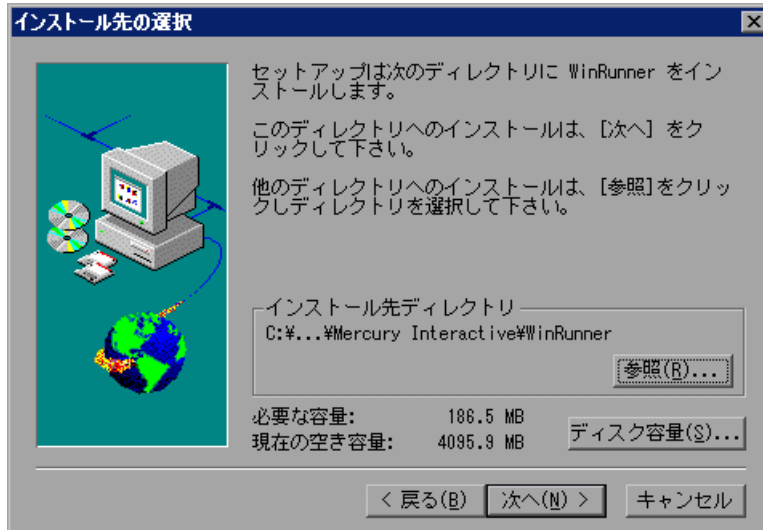 インストール先の選択
セットアップは次のディレクトリに WinRunner をイン
ストールします。
このディレクトリへのインストールは、[次へ] をク
リックして下さい。
他のディレクトリへのインストールは、[参照]をクリッ
クしディレクトリを選択して下さい。
インストール先ディレクトリ
C:¥...¥Mercury Interactive¥WinRunner
参照(R)...
必要な容量: 186.5 MB
現在の空き容量: 4095.9 MB
ディスク容量(S)...
< 戻る(B) 次へ(N) > キャンセル